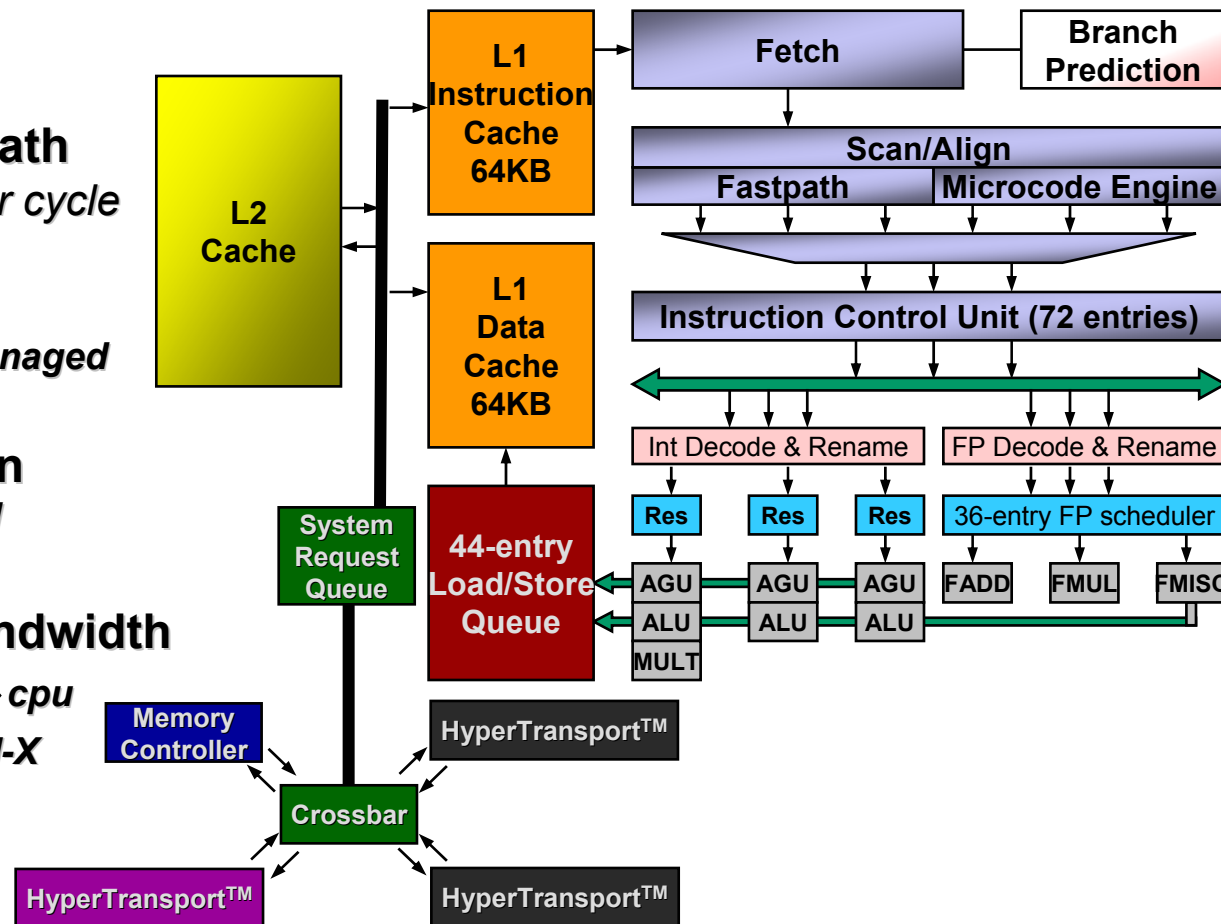 ath
r cycle
naged
n
d
ndwidth
cpu
-X
L2
Cache
L1
Instruction
Cache
64KB
L1
Data
Cache
64KB
System
Request
Queue
44-entry
Load/Store
Queue
Memory
Controller
Crossbar
HyperTransport™
HyperTransport™
HyperTransport™
Fetch
Branch
Prediction
Scan/Align
Fastpath
Microcode Engine
Instruction Control Unit (72 entries)
Int Decode & Rename
FP Decode & Rename
Res
Res
Res
36-entry FP scheduler
AGU
AGU
AGU
FADD
FMUL
FMISC
ALU
ALU
ALU
MULT